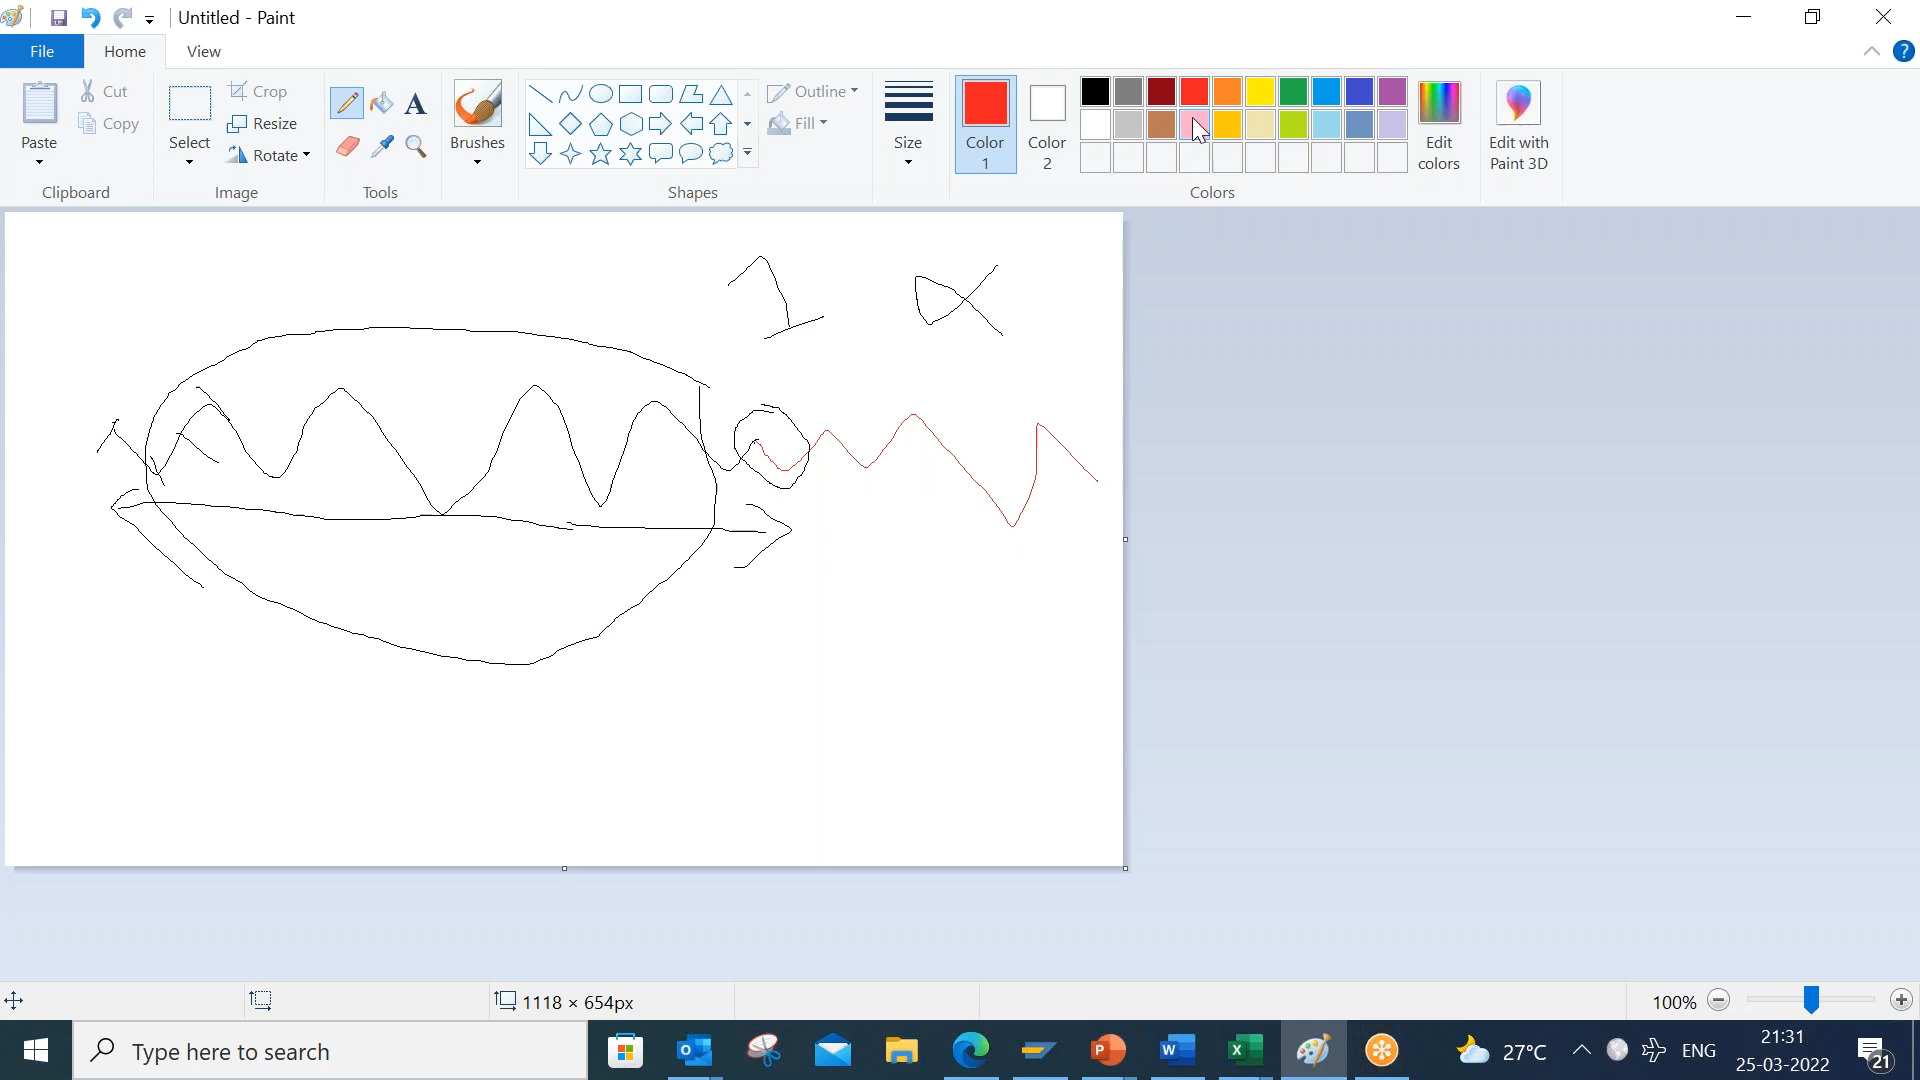 Untitled - Paint
File Home View ?
Paste
Cut
Copy
Clipboard
Select
Crop
Resize
Rotate
Image
A
Tools
Brushes
Shapes
Outline
Fill
Size
Color 1
Color 2
Colors
Edit colors
Edit with Paint 3D
1 α
1118 × 654px
100%
Type here to search
27°C
ENG
21:31
25-03-2022
21